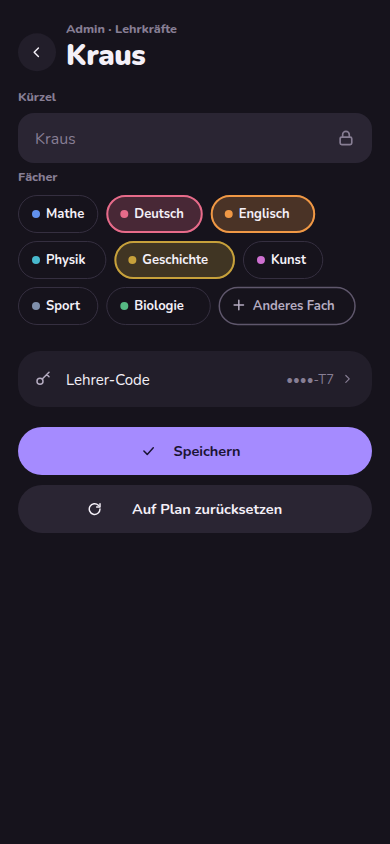 Admin · Lehrkräfte
Kraus
Kürzel
Kraus
Fächer
Mathe Deutsch Englisch
Physik Geschichte Kunst
Sport Biologie + Anderes Fach
Lehrer-Code ••••-T7
Speichern
Auf Plan zurücksetzen